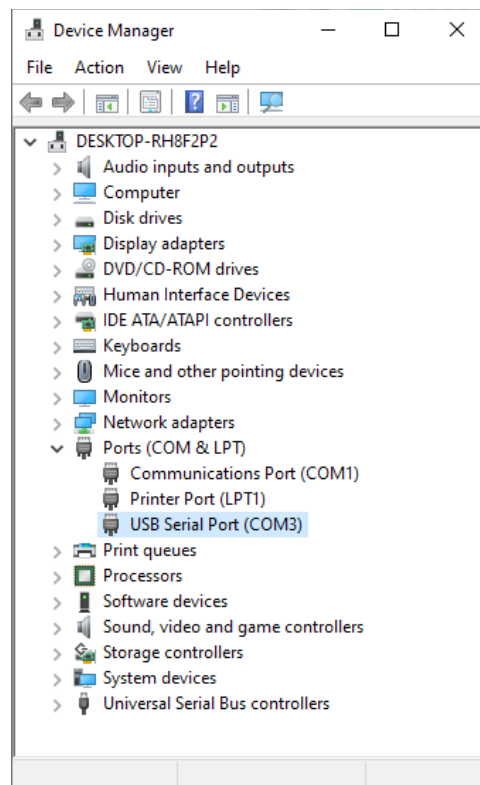 Device Manager
File Action View Help
DESKTOP-RH8F2P2
Audio inputs and outputs
Computer
Disk drives
Display adapters
DVD/CD-ROM drives
Human Interface Devices
IDE ATA/ATAPI controllers
Keyboards
Mice and other pointing devices
Monitors
Network adapters
Ports (COM & LPT)
Communications Port (COM1)
Printer Port (LPT1)
USB Serial Port (COM3)
Print queues
Processors
Software devices
Sound, video and game controllers
Storage controllers
System devices
Universal Serial Bus controllers